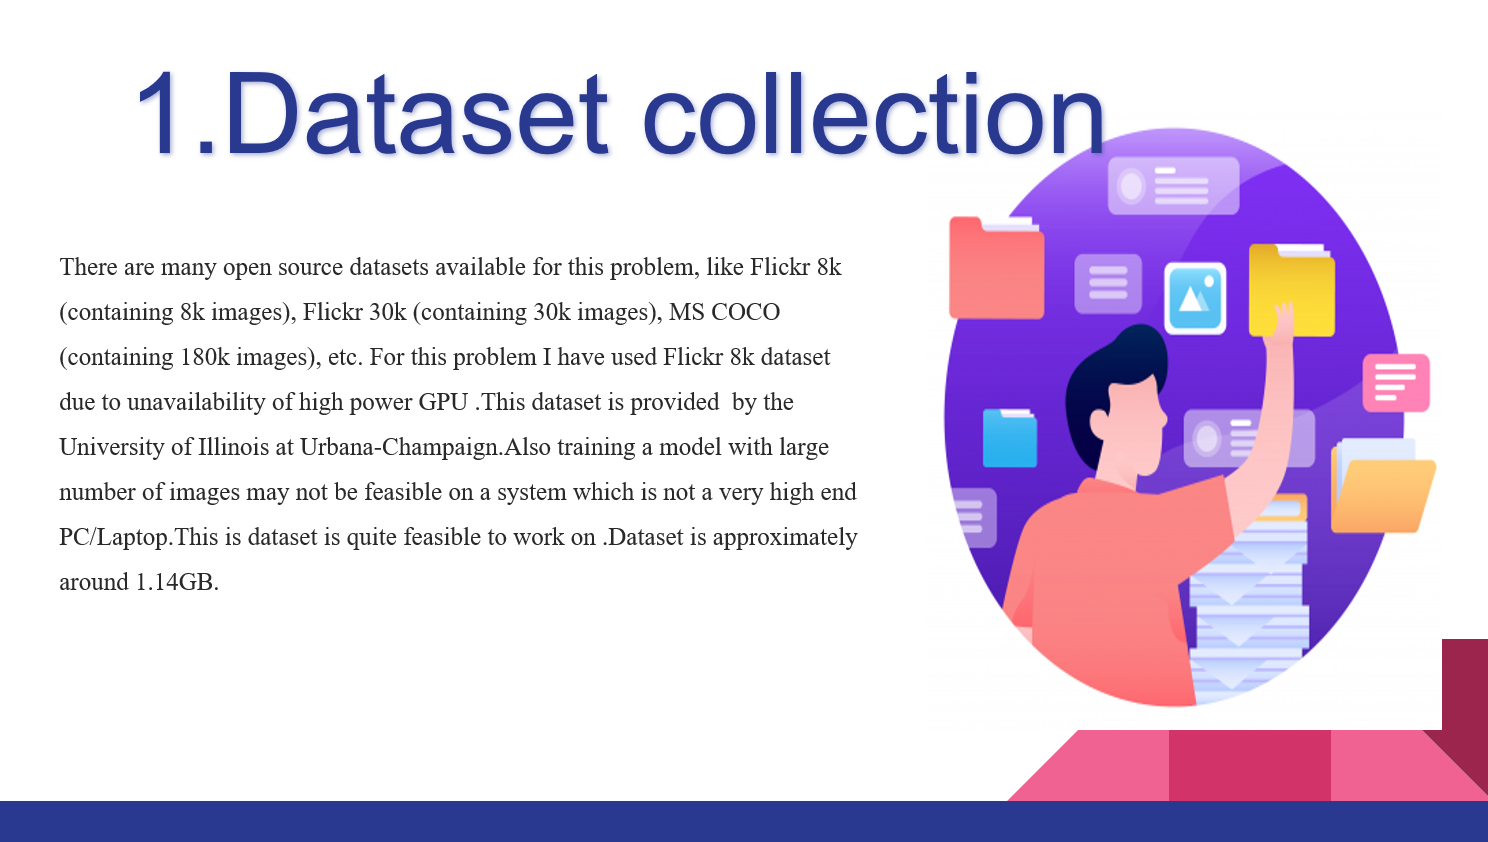 1.Dataset collection
There are many open source datasets available for this problem, like Flickr 8k
(containing 8k images), Flickr 30k (containing 30k images), MS COCO
(containing 180k images), etc. For this problem I have used Flickr 8k dataset
due to unavailability of high power GPU .This dataset is provided  by the
University of Illinois at Urbana-Champaign.Also training a model with large
number of images may not be feasible on a system which is not a very high end
PC/Laptop.This is dataset is quite feasible to work on .Dataset is approximately
around 1.14GB.